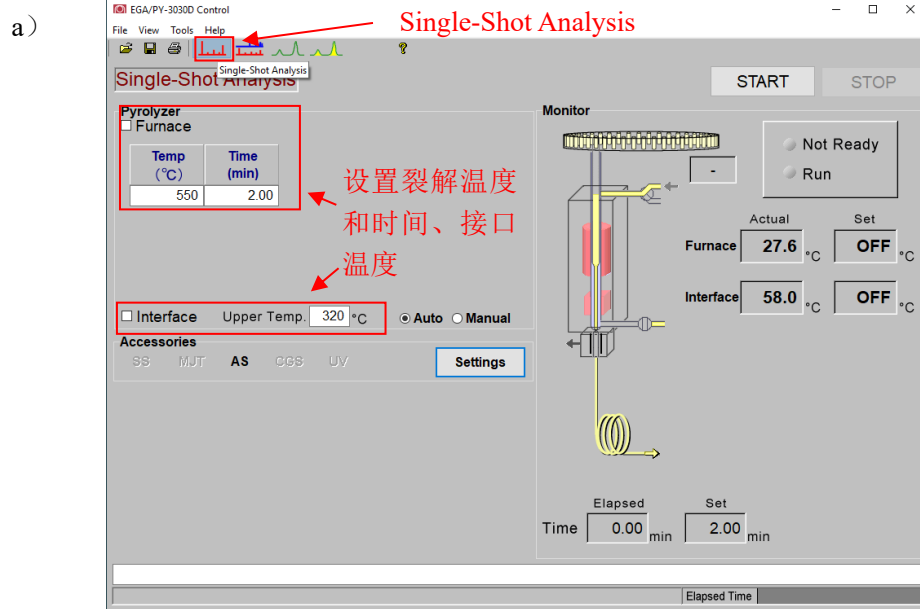 a）
EGA/PY-3030D Control
File View Tools Help
Single-Shot Analysis
Single-Shot Analysis
Single-Shot Analysis
START STOP
Pyrolyzer
Furnace
Temp Time
(°C) (min)
550 2.00
设置裂解温度
和时间、接口
温度
Interface Upper Temp. 320 °C Auto Manual
Accessories
SS MJT AS CGS UV Settings
Monitor
-
Not Ready
Run
Actual Set
Furnace 27.6 °C OFF °C
Interface 58.0 °C OFF °C
Elapsed Set
Time 0.00 min 2.00 min
Elapsed Time